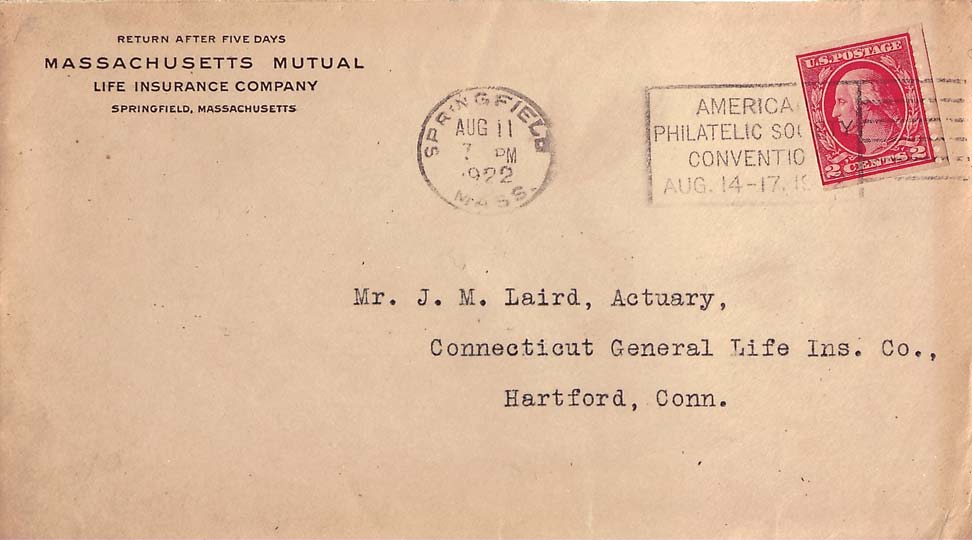 RETURN AFTER FIVE DAYS
MASSACHUSETTS MUTUAL
LIFE INSURANCE COMPANY
SPRINGFIELD, MASSACHUSETTS
SPRINGFIELD
AUG 11
7 PM
1922
MASS.
AMERICA
PHILATELIC SOC
CONVENTIO
AUG. 14-17, 19
U.S. POSTAGE
2 CENTS 2
Mr. J. M. Laird, Actuary,
Connecticut General Life Ins. Co.,
Hartford, Conn.